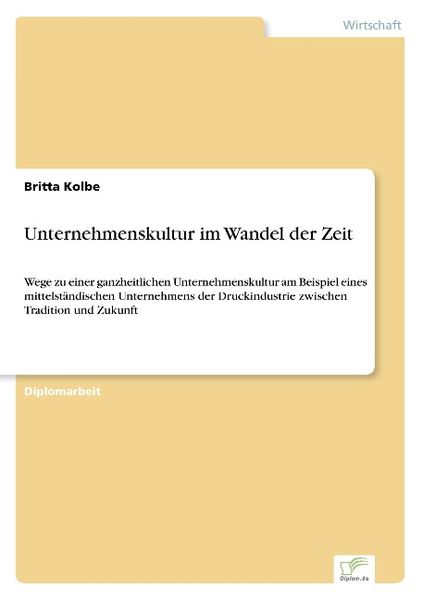 Wirtschaft
Britta Kolbe
Unternehmenskultur im Wandel der Zeit
Wege zu einer ganzheitlichen Unternehmenskultur am Beispiel eines
mittelständischen Unternehmens der Druckindustrie zwischen
Tradition und Zukunft
Diplomarbeit
Diplom.de